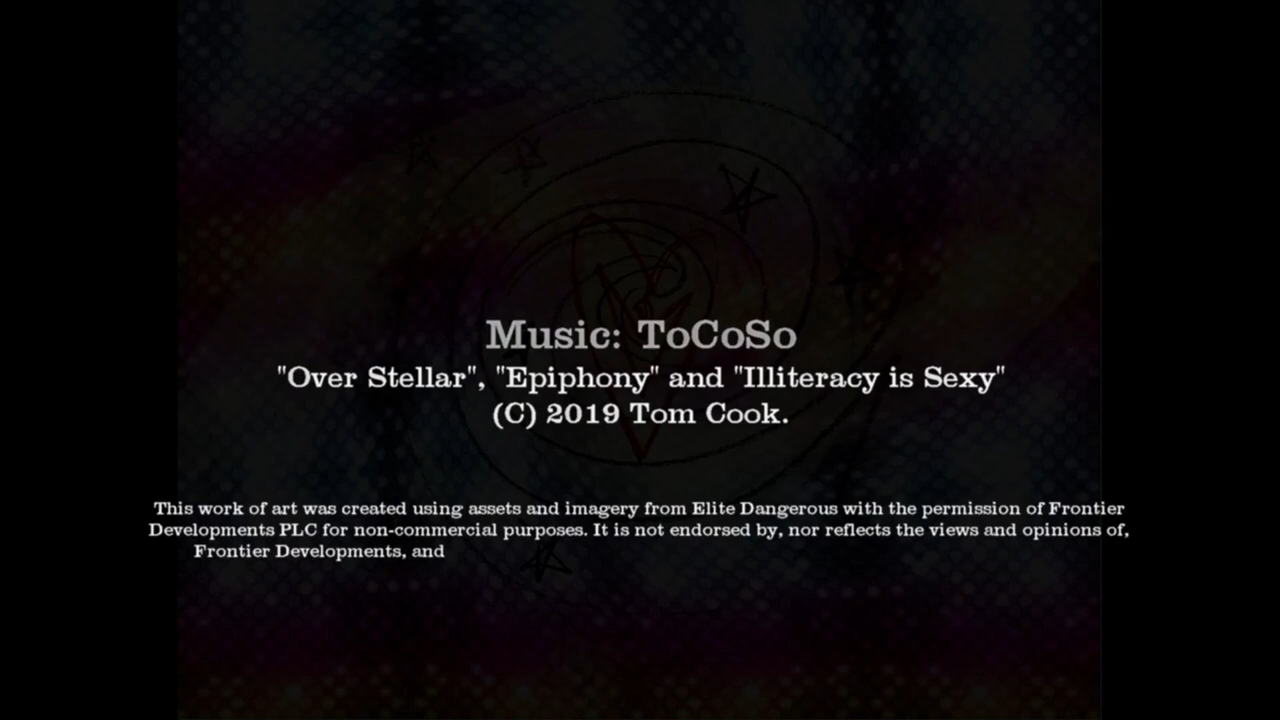 Music: ToCoSo
"Over Stellar", "Epiphony" and "Illiteracy is Sexy"
(C) 2019 Tom Cook.
This work of art was created using assets and imagery from Elite Dangerous with the permission of Frontier
Developments PLC for non-commercial purposes. It is not endorsed by, nor reflects the views and opinions of,
Frontier Developments, and